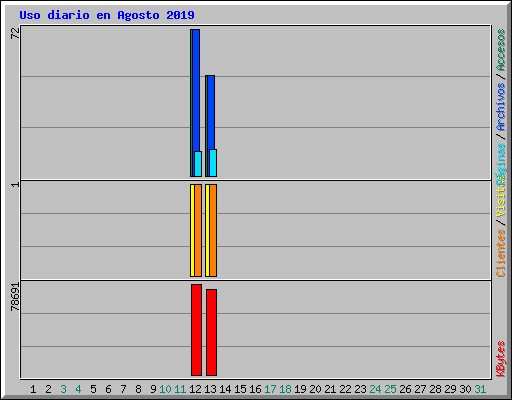 Uso diario en Agosto 2019
72
1
78691
Accesos / Archivos / Páginas
Clientes / Visitas
KBytes
1 2 3 4 5 6 7 8 9 10 11 12 13 14 15 16 17 18 19 20 21 22 23 24 25 26 27 28 29 30 31